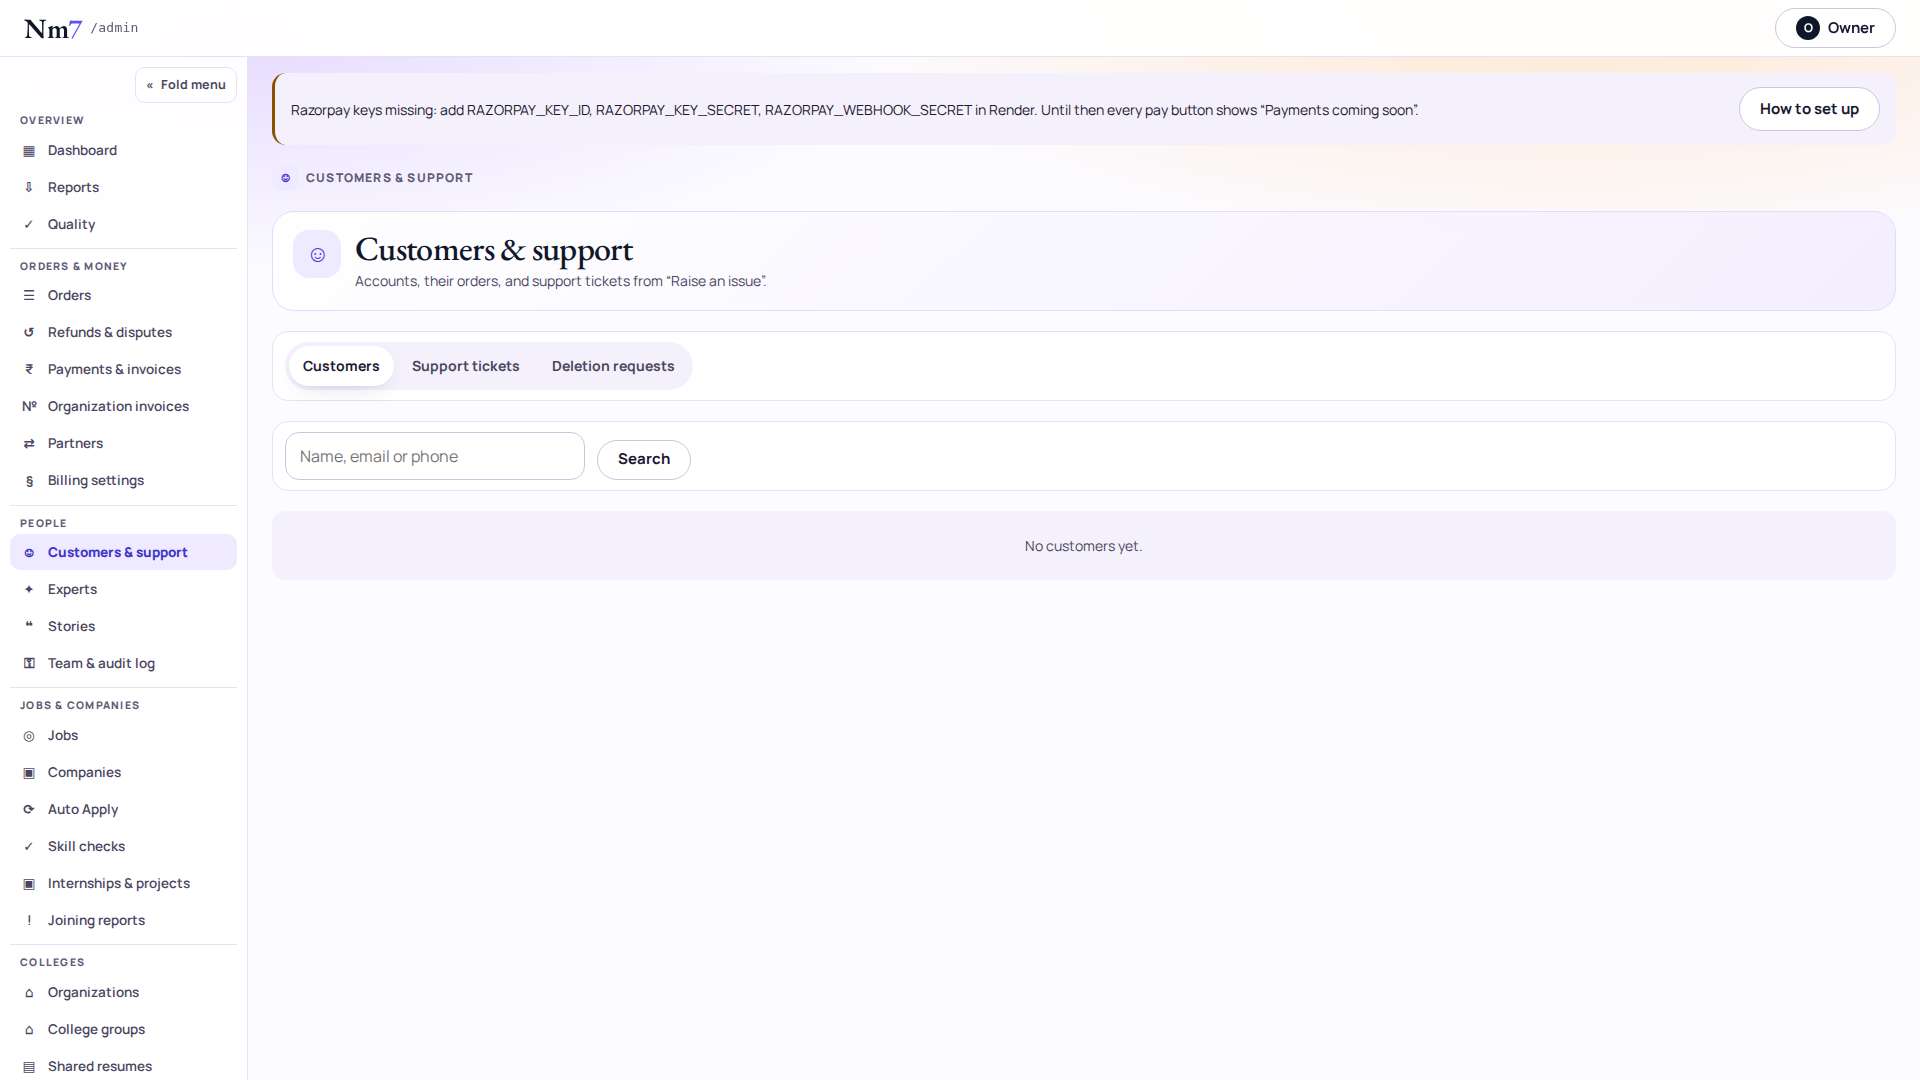 Nm7 /admin
O Owner
« Fold menu
OVERVIEW
Dashboard
Reports
Quality
ORDERS & MONEY
Orders
Refunds & disputes
₹ Payments & invoices
Nº Organization invoices
Partners
§ Billing settings
PEOPLE
Customers & support
Experts
❝ Stories
Team & audit log
JOBS & COMPANIES
Jobs
Companies
Auto Apply
✓ Skill checks
Internships & projects
! Joining reports
COLLEGES
Organizations
College groups
Shared resumes
Razorpay keys missing: add RAZORPAY_KEY_ID, RAZORPAY_KEY_SECRET, RAZORPAY_WEBHOOK_SECRET in Render. Until then every pay button shows “Payments coming soon”.
How to set up
CUSTOMERS & SUPPORT
Customers & support
Accounts, their orders, and support tickets from “Raise an issue”.
Customers
Support tickets
Deletion requests
Name, email or phone
Search
No customers yet.